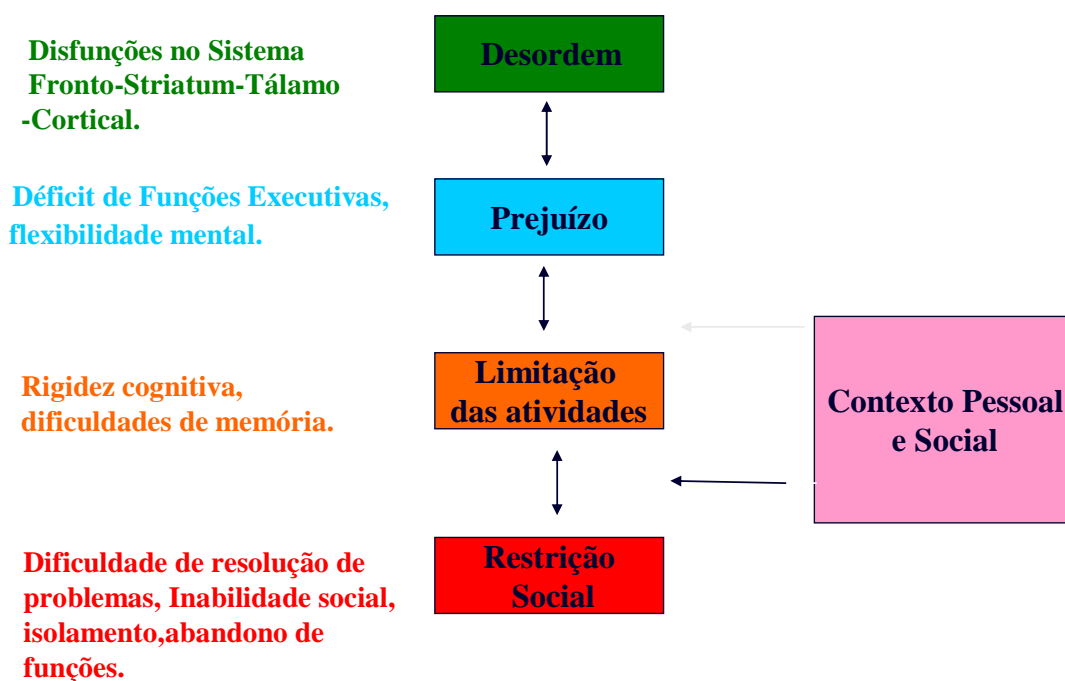 Disfunções no Sistema
Fronto-Striatum-Tálamo
-Cortical.
Desordem
Déficit de Funções Executivas,
flexibilidade mental.
Prejuízo
Rigidez cognitiva,
dificuldades de memória.
Limitação
das atividades
Contexto Pessoal
e Social
Dificuldade de resolução de
problemas, Inabilidade social,
isolamento,abandono de
funções.
Restrição
Social